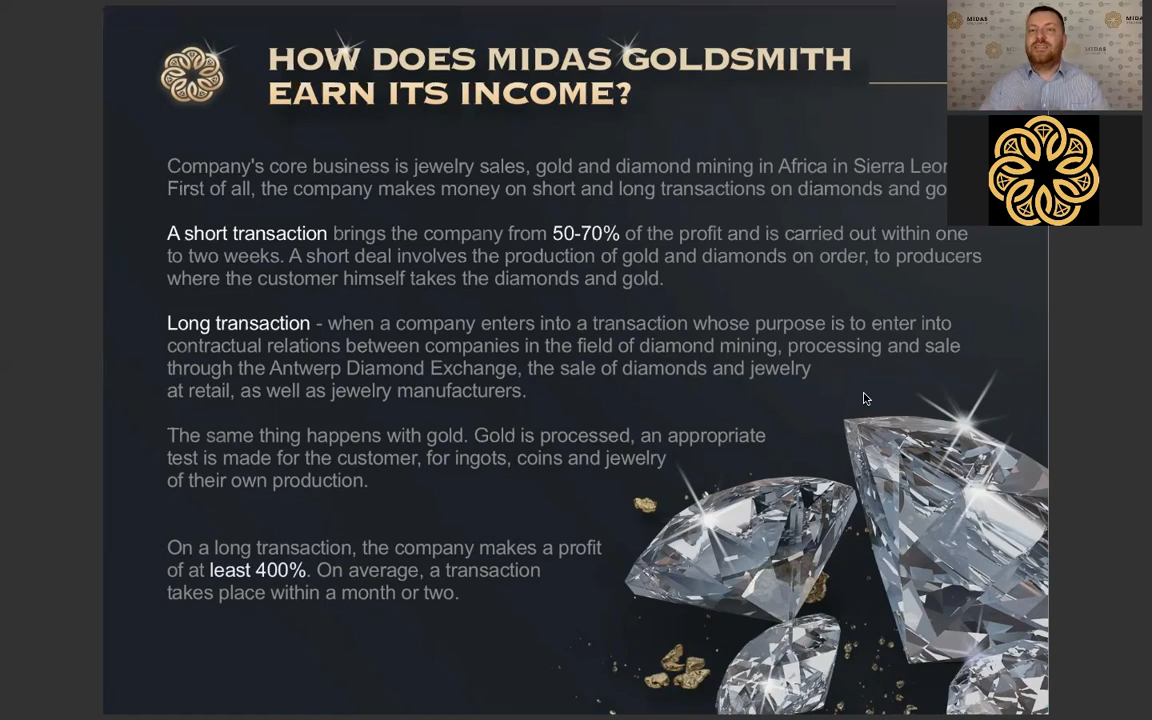 HOW DOES MIDAS GOLDSMITH
EARN ITS INCOME?
Company's core business is jewelry sales, gold and diamond mining in Africa in Sierra Leon
First of all, the company makes money on short and long transactions on diamonds and go
A short transaction brings the company from 50-70% of the profit and is carried out within one
to two weeks. A short deal involves the production of gold and diamonds on order, to producers
where the customer himself takes the diamonds and gold.
Long transaction - when a company enters into a transaction whose purpose is to enter into
contractual relations between companies in the field of diamond mining, processing and sale
through the Antwerp Diamond Exchange, the sale of diamonds and jewelry
at retail, as well as jewelry manufacturers.
The same thing happens with gold. Gold is processed, an appropriate
test is made for the customer, for ingots, coins and jewelry
of their own production.
On a long transaction, the company makes a profit
of at least 400%. On average, a transaction
takes place within a month or two.
MIDAS
MIDAS